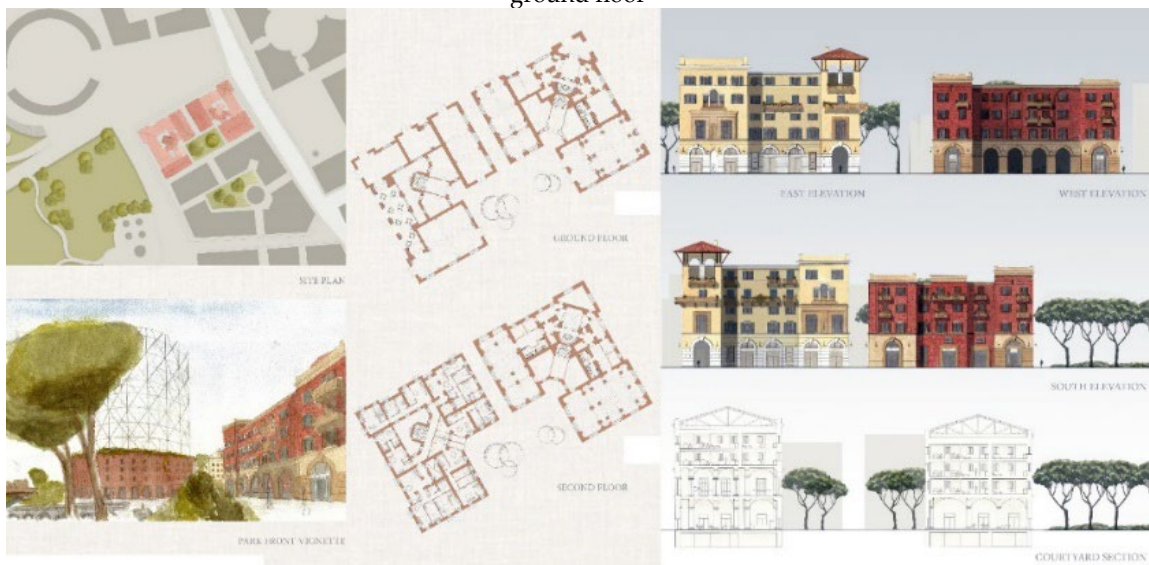 ground floor
SITE PLAN
PARK FRONT VIGNETTE
GROUND FLOOR
SECOND FLOOR
EAST ELEVATION
WEST ELEVATION
SOUTH ELEVATION
COURTYARD SECTION